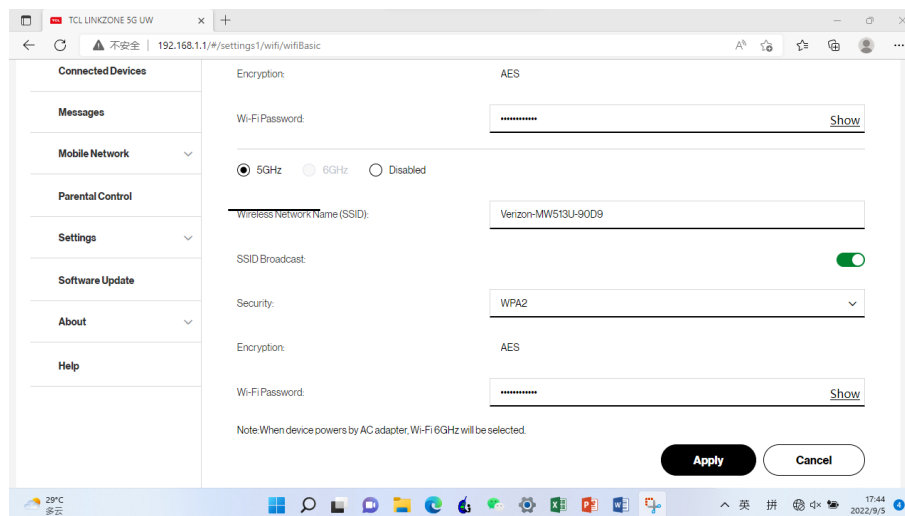 TCL LINKZONE 5G UW
不安全 | 192.168.1.1/#/settings1/wifi/wifiBasic
Connected Devices
Encryption: AES
Messages
Wi-Fi Password: •••••••••••• Show
Mobile Network
5GHz 6GHz Disabled
Parental Control
Wireless Network Name (SSID): Verizon-MW513U-90D9
Settings
SSID Broadcast:
Software Update
Security: WPA2
About
Encryption: AES
Help
Wi-Fi Password: •••••••••••• Show
Note:When device powers by AC adapter, Wi-Fi 6GHz will be selected.
Apply Cancel
29°C
多云
英 拼
17:44
2022/9/5
4